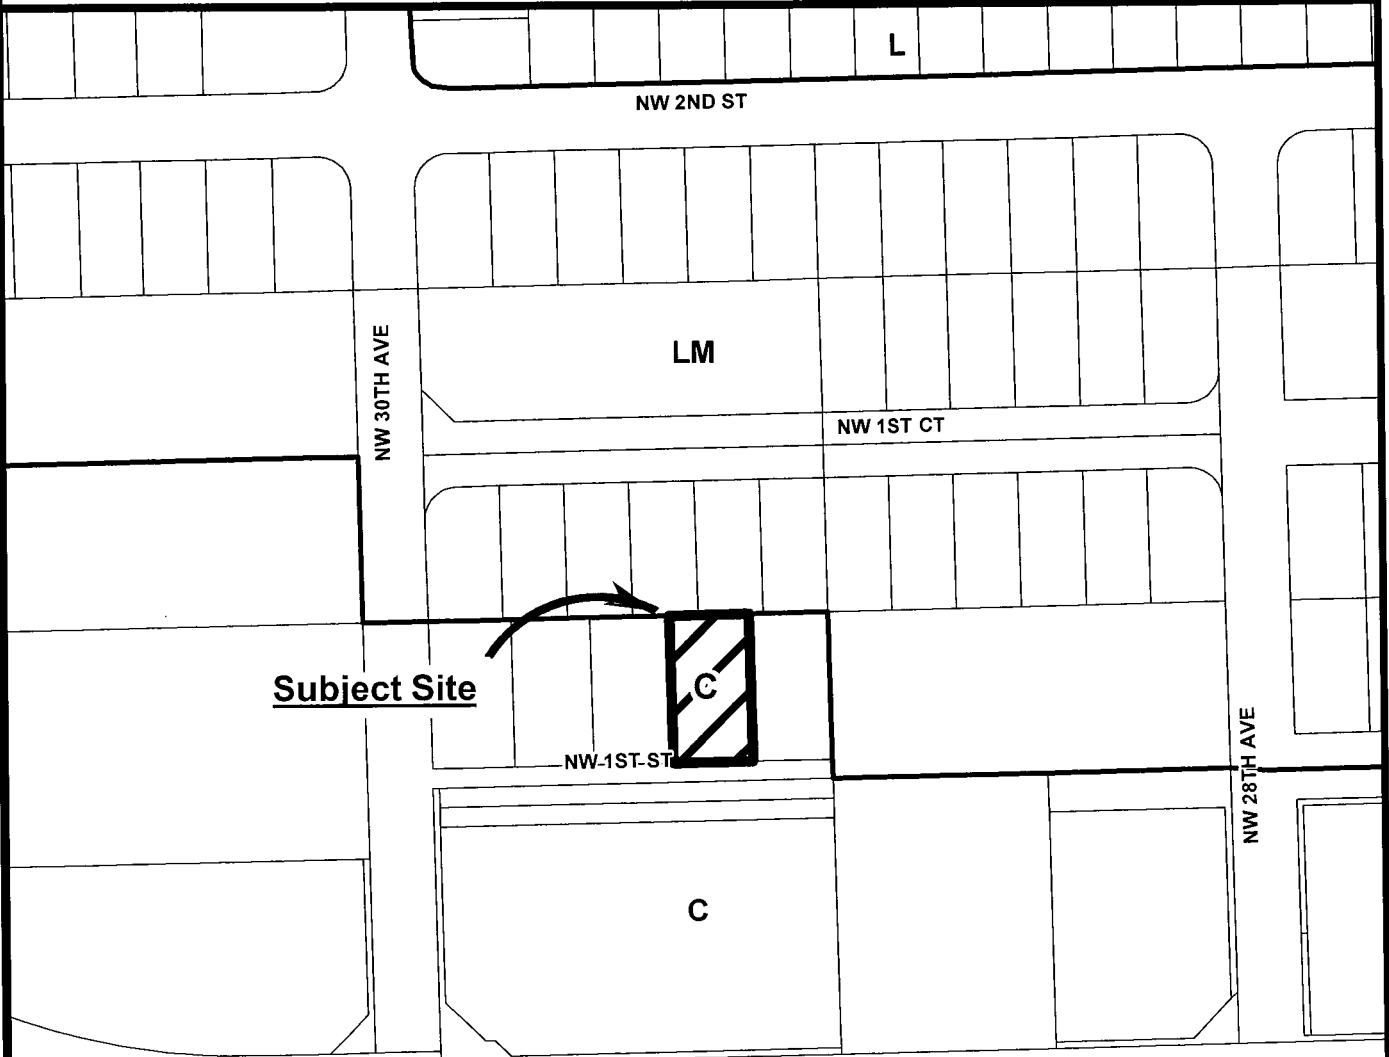 L
NW 2ND ST
NW 30TH AVE
LM
NW 1ST CT
Subject Site
C
NW 1ST ST
NW 28TH AVE
C